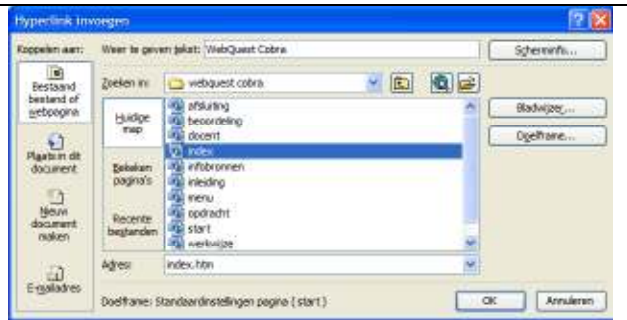 Hyperlink invoegen
Koppelen aan:
Weer te geven tekst: WebQuest Cobra
Scherminfo...
Bestaand bestand of webpagina
Plaats in dit document
Nieuw document maken
E-mailadres
Zoeken in: webquest cobra
Huidige map
Bekeken pagina's
Recente bestanden
afsluiting
beoordeling
docent
index
infobronnen
inleiding
menu
opdracht
start
werkwijze
Bladwijzer...
Doelframe...
Adres: index.htm
Doelframe: Standaardinstellingen pagina (start)
OK
Annuleren